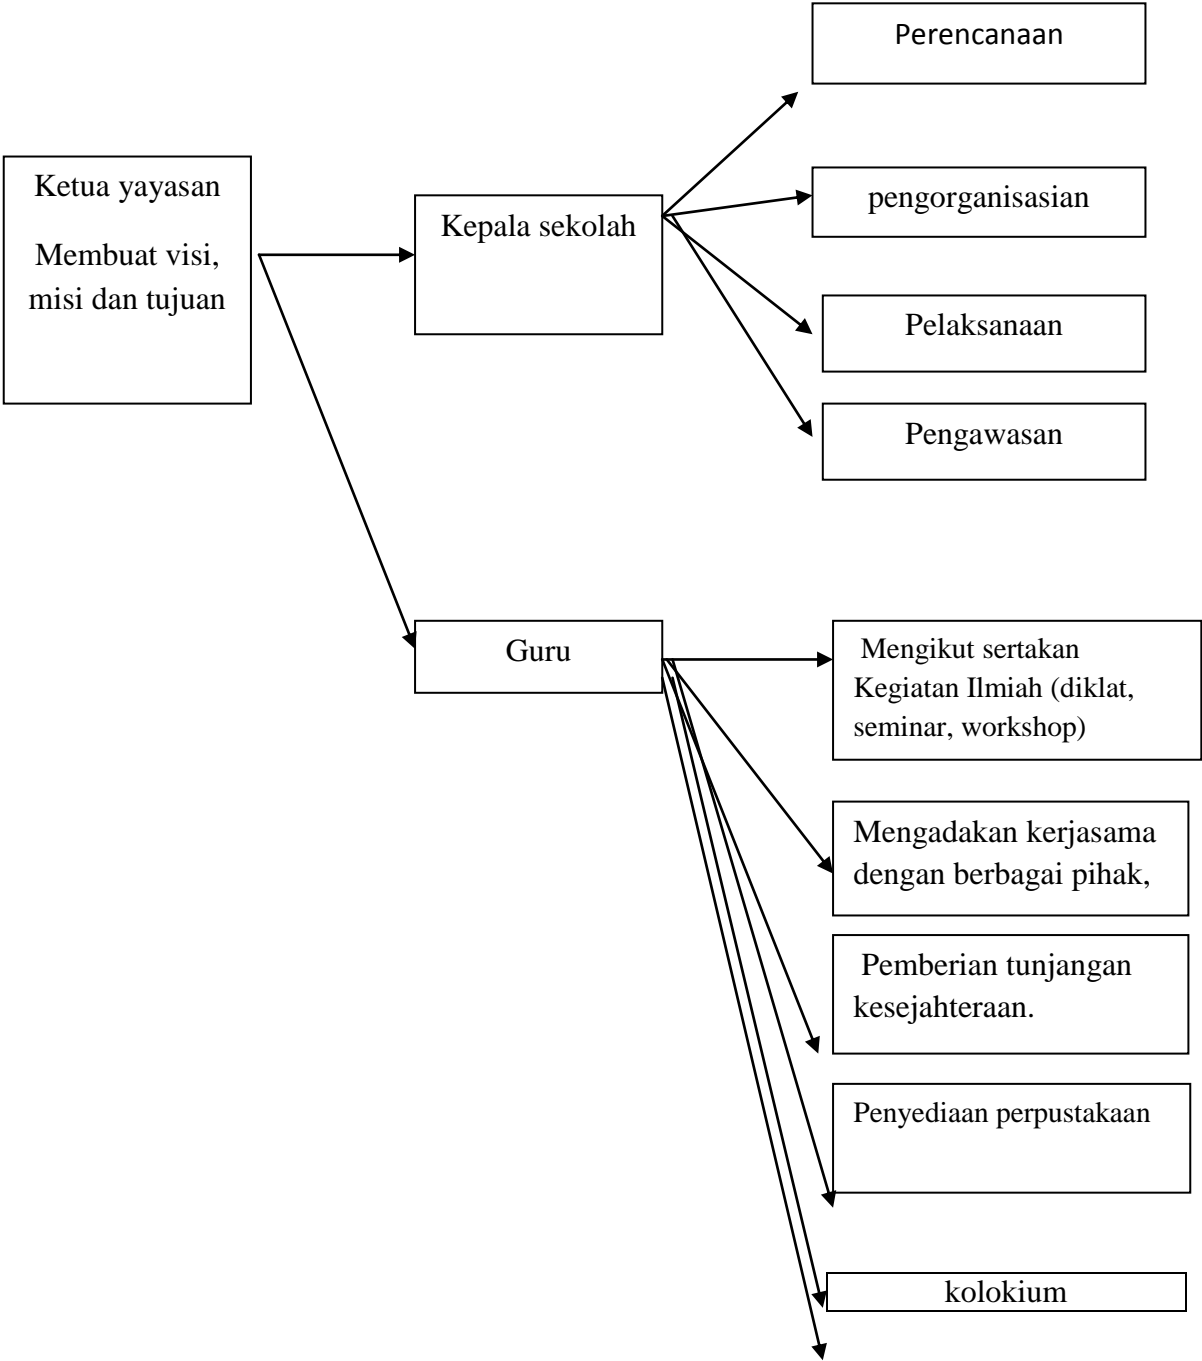 Ketua yayasan
Membuat visi,
misi dan tujuan
Kepala sekolah
Perencanaan
pengorganisasian
Pelaksanaan
Pengawasan
Guru
Mengikut sertakan
Kegiatan Ilmiah (diklat,
seminar, workshop)
Mengadakan kerjasama
dengan berbagai pihak,
Pemberian tunjangan
kesejahteraan.
Penyediaan perpustakaan
kolokium